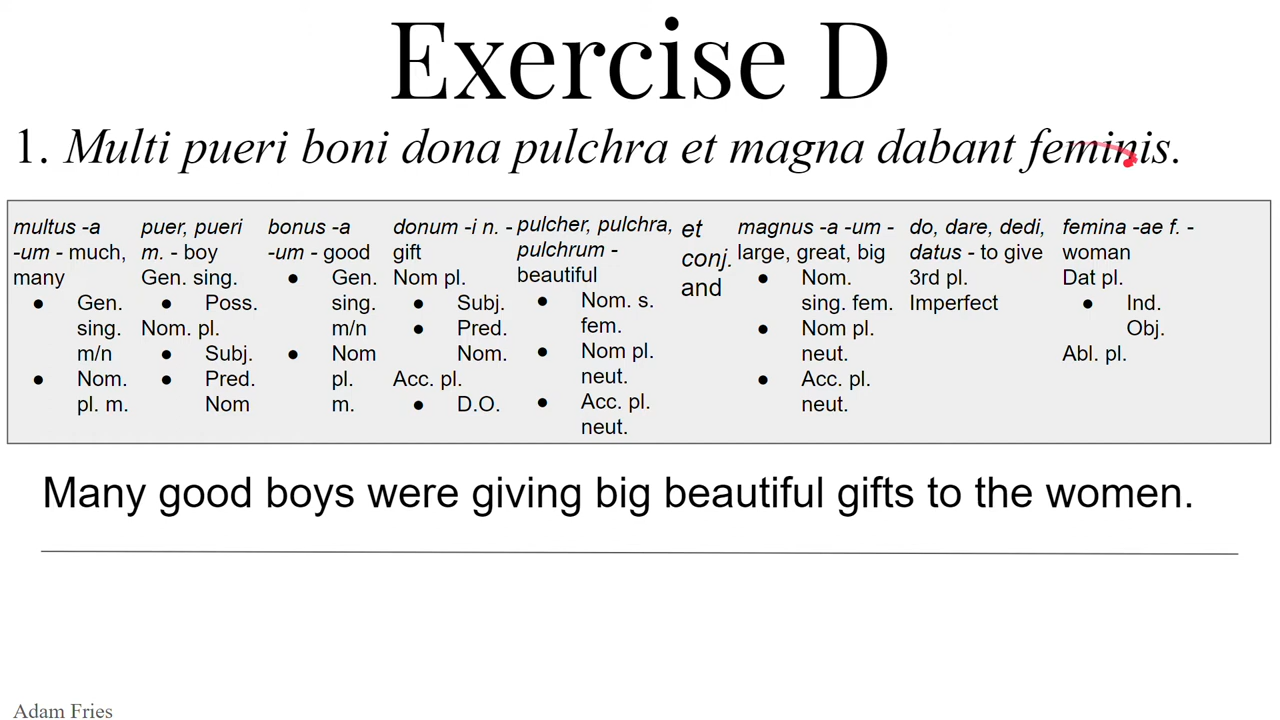 Exercise D
1. Multi pueri boni dona pulchra et magna dabant feminis.
multus -a
-um - much,
many
● Gen.
sing.
m/n
● Nom.
pl. m.
puer, pueri
m. - boy
Gen. sing.
● Poss.
Nom. pl.
● Subj.
● Pred.
Nom
bonus -a
-um - good
● Gen.
sing.
m/n
● Nom
pl.
m.
donum -i n. -
gift
Nom pl.
● Subj.
● Pred.
Nom.
Acc. pl.
● D.O.
pulcher, pulchra,
pulchrum -
beautiful
● Nom. s.
fem.
● Nom pl.
neut.
● Acc. pl.
neut.
et
conj.
and
magnus -a -um -
large, great, big
● Nom.
sing. fem.
● Nom pl.
neut.
● Acc. pl.
neut.
do, dare, dedi,
datus - to give
3rd pl.
Imperfect
femina -ae f. -
woman
Dat pl.
● Ind.
Obj.
Abl. pl.
Many good boys were giving big beautiful gifts to the women.
Adam Fries